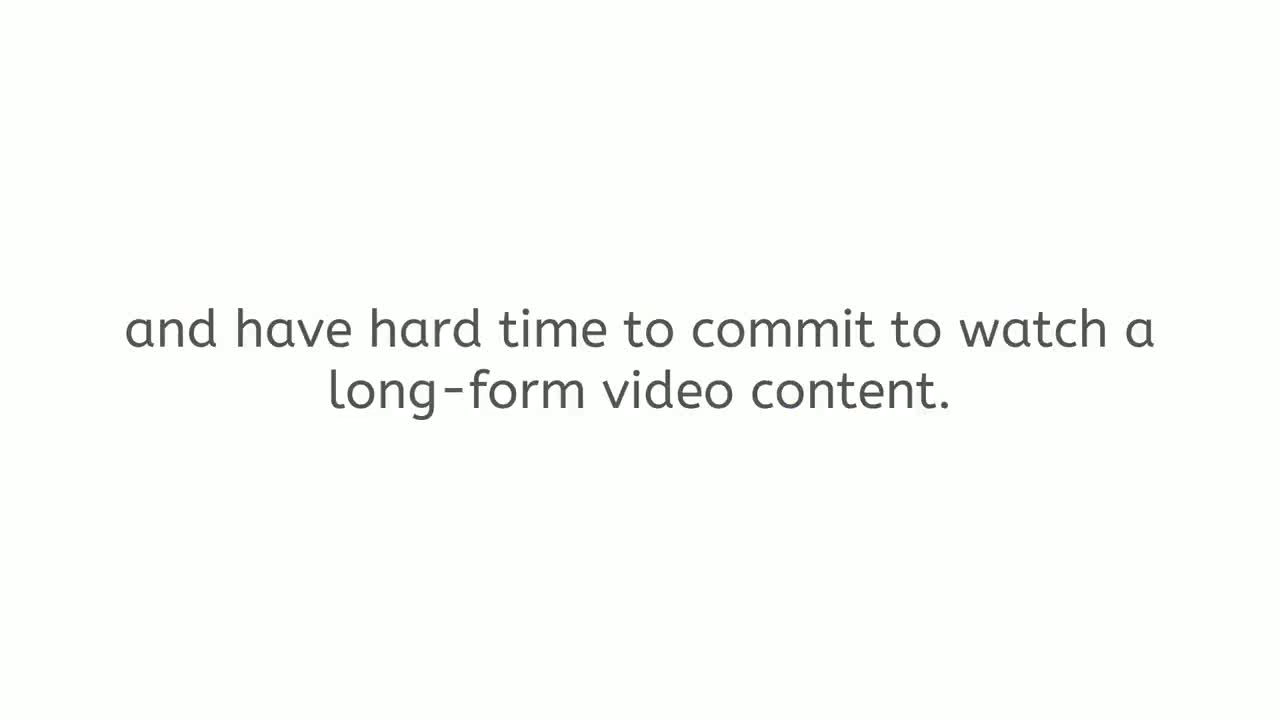 and have hard time to commit to watch a
long-form video content.